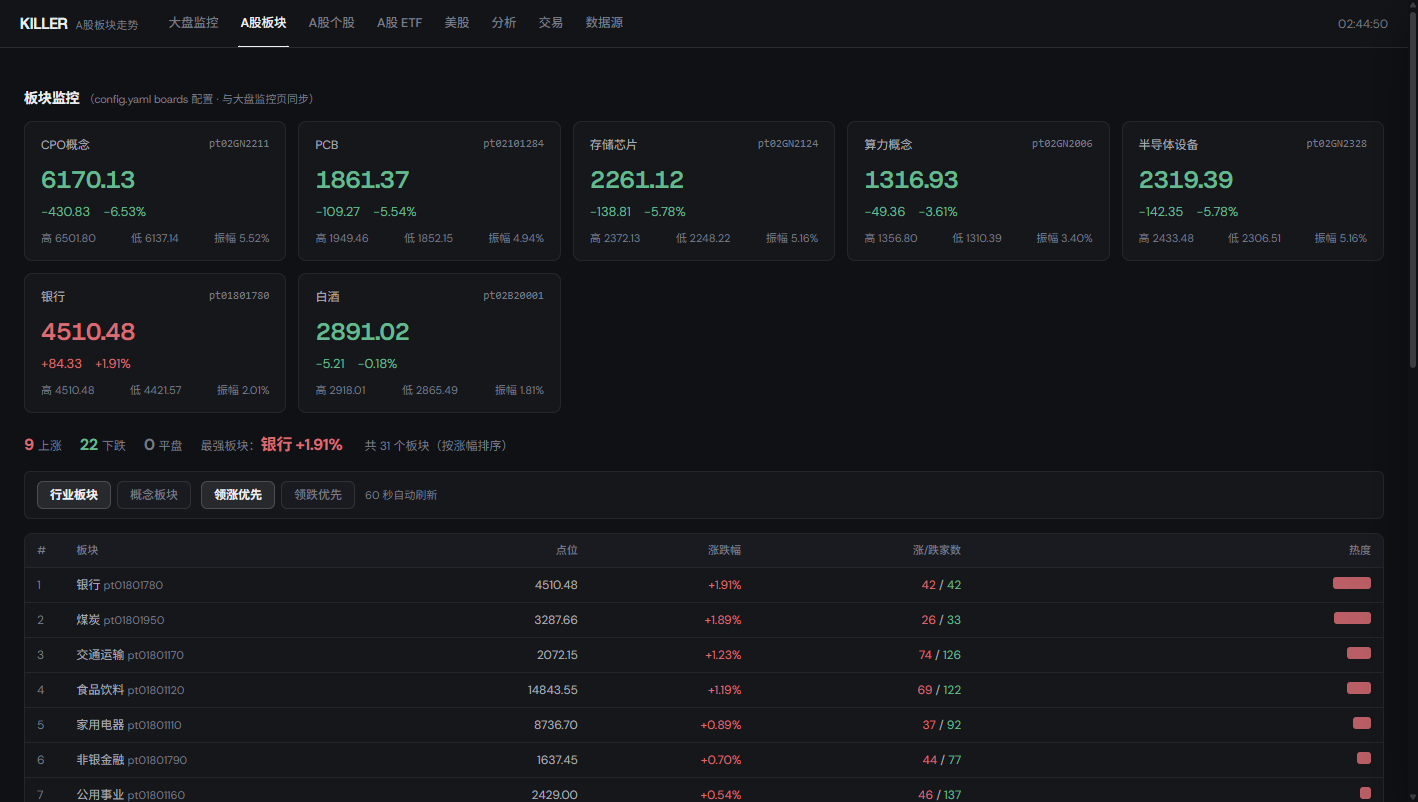 KILLER A股板块走势 大盘监控 A股板块 A股个股 A股 ETF 美股 分析 交易 数据源 02:44:50
板块监控 (config.yaml boards 配置 · 与大盘监控页同步)
CPO概念 pt02GN2211
6170.13
-430.83 -6.53%
高 6501.80 低 6137.14 振幅 5.52%
PCB pt02101284
1861.37
-109.27 -5.54%
高 1949.46 低 1852.15 振幅 4.94%
存储芯片 pt02GN2124
2261.12
-138.81 -5.78%
高 2372.13 低 2248.22 振幅 5.16%
算力概念 pt02GN2006
1316.93
-49.36 -3.61%
高 1356.80 低 1310.39 振幅 3.40%
半导体设备 pt02GN2328
2319.39
-142.35 -5.78%
高 2433.48 低 2306.51 振幅 5.16%
银行 pt01801780
4510.48
+84.33 +1.91%
高 4510.48 低 4421.57 振幅 2.01%
白酒 pt02B20001
2891.02
-5.21 -0.18%
高 2918.01 低 2865.49 振幅 1.81%
9 上涨 22 下跌 0 平盘 最强板块：银行 +1.91% 共 31 个板块（按涨幅排序）
行业板块 概念板块 领涨优先 领跌优先 60 秒自动刷新
# 板块 点位 涨跌幅 涨/跌家数 热度
1 银行 pt01801780 4510.48 +1.91% 42 / 42
2 煤炭 pt01801950 3287.66 +1.89% 26 / 33
3 交通运输 pt01801170 2072.15 +1.23% 74 / 126
4 食品饮料 pt01801120 14843.55 +1.19% 69 / 122
5 家用电器 pt01801110 8736.70 +0.89% 37 / 92
6 非银金融 pt01801790 1637.45 +0.70% 44 / 77
7 公用事业 pt01801160 2429.00 +0.54% 46 / 137